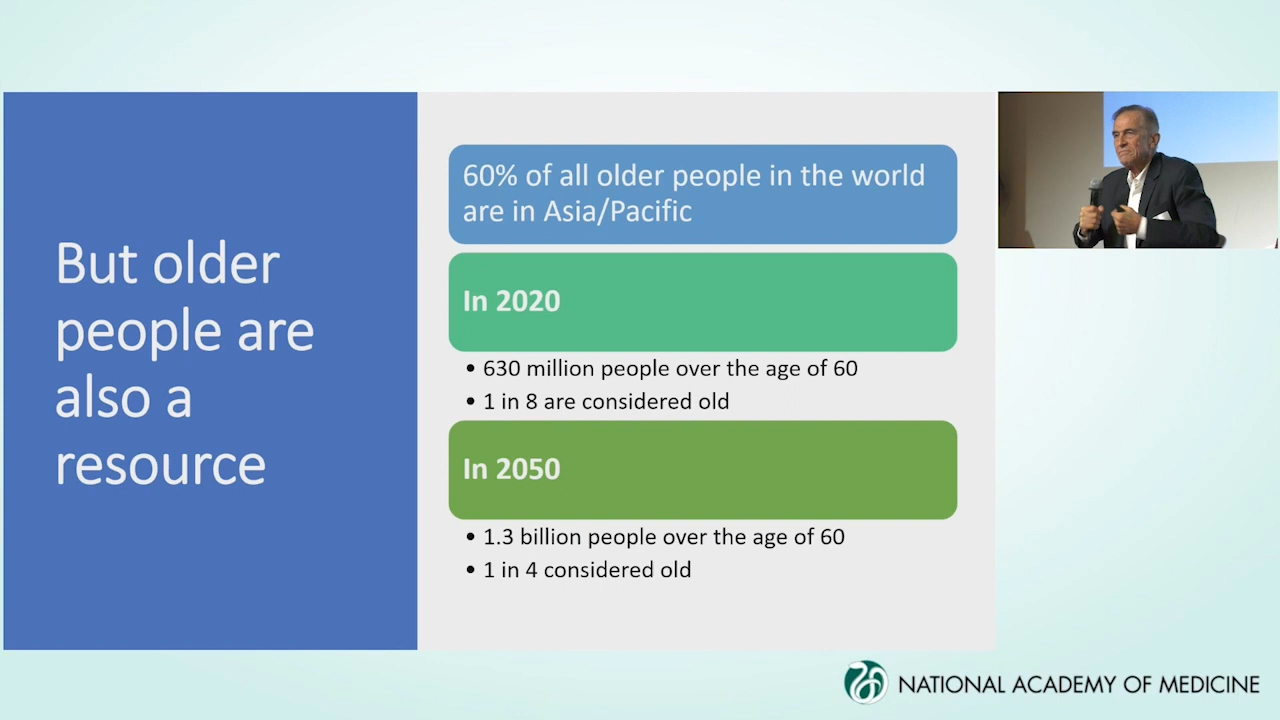 But older
people are
also a
resource
60% of all older people in the world
are in Asia/Pacific
In 2020
• 630 million people over the age of 60
• 1 in 8 are considered old
In 2050
• 1.3 billion people over the age of 60
• 1 in 4 considered old
NATIONAL ACADEMY OF MEDICINE